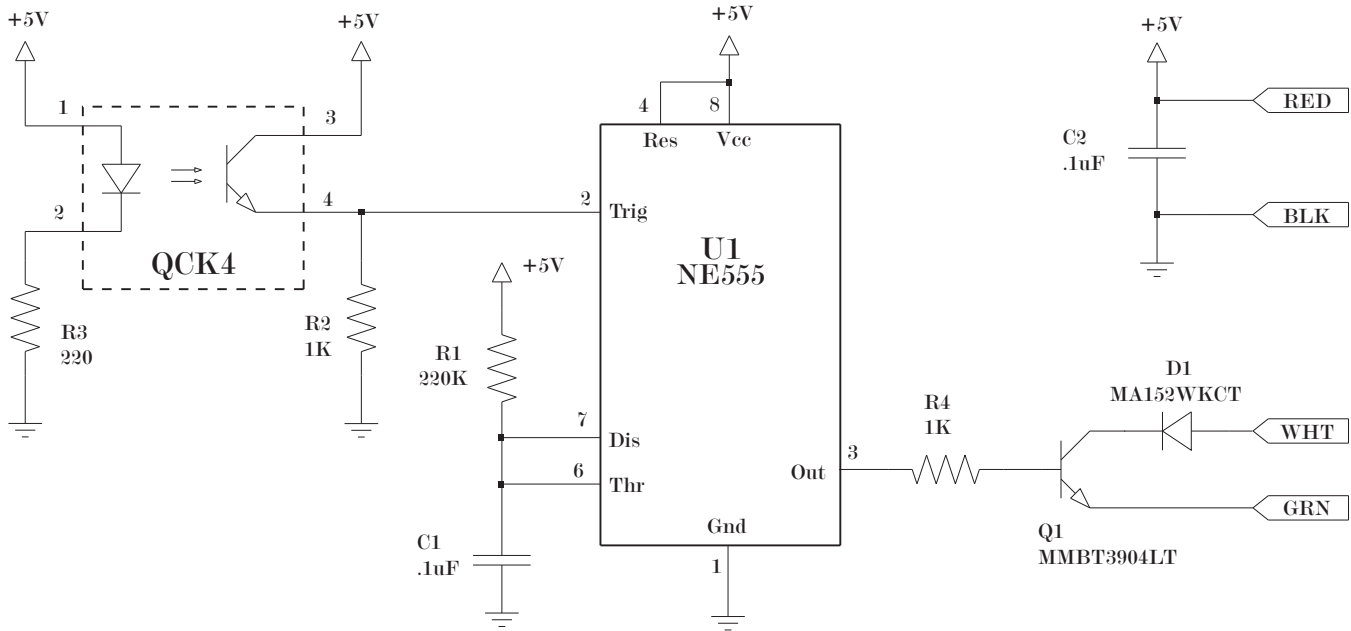 +5V
+5V
+5V
+5V
1
3
4
8
RED
QCK4
Res
Vcc
C2
.1uF
2
4
2
Trig
BLK
U1
NE555
+5V
R3
220
R2
1K
R1
220K
D1
MA152WKCT
R4
1K
7
Dis
WHT
3
6
Thr
Out
GRN
Gnd
C1
.1uF
1
Q1
MMBT3904LT